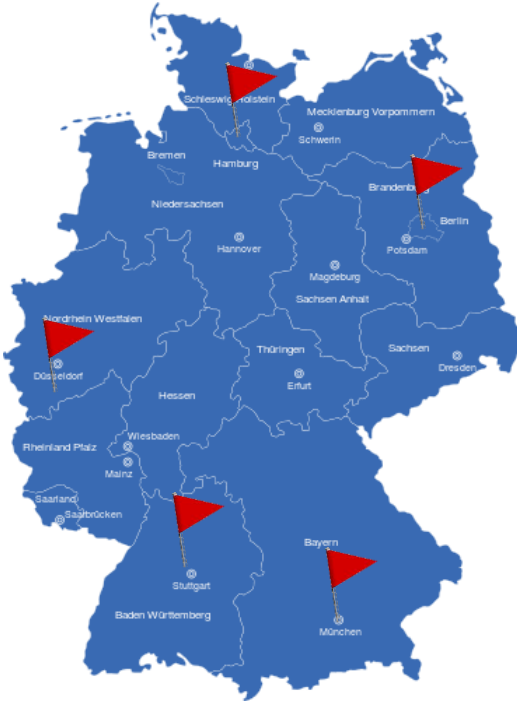 Schleswig Holstein
Mecklenburg Vorpommern
Schwerin
Bremen
Hamburg
Brandenburg
Niedersachsen
Berlin
Hannover
Potsdam
Magdeburg
Sachsen Anhalt
Nordrhein Westfalen
Thüringen
Sachsen
Düsseldorf
Dresden
Erfurt
Hessen
Wiesbaden
Rheinland Pfalz
Mainz
Saarland
Saarbrücken
Bayern
Stuttgart
Baden Württemberg
München